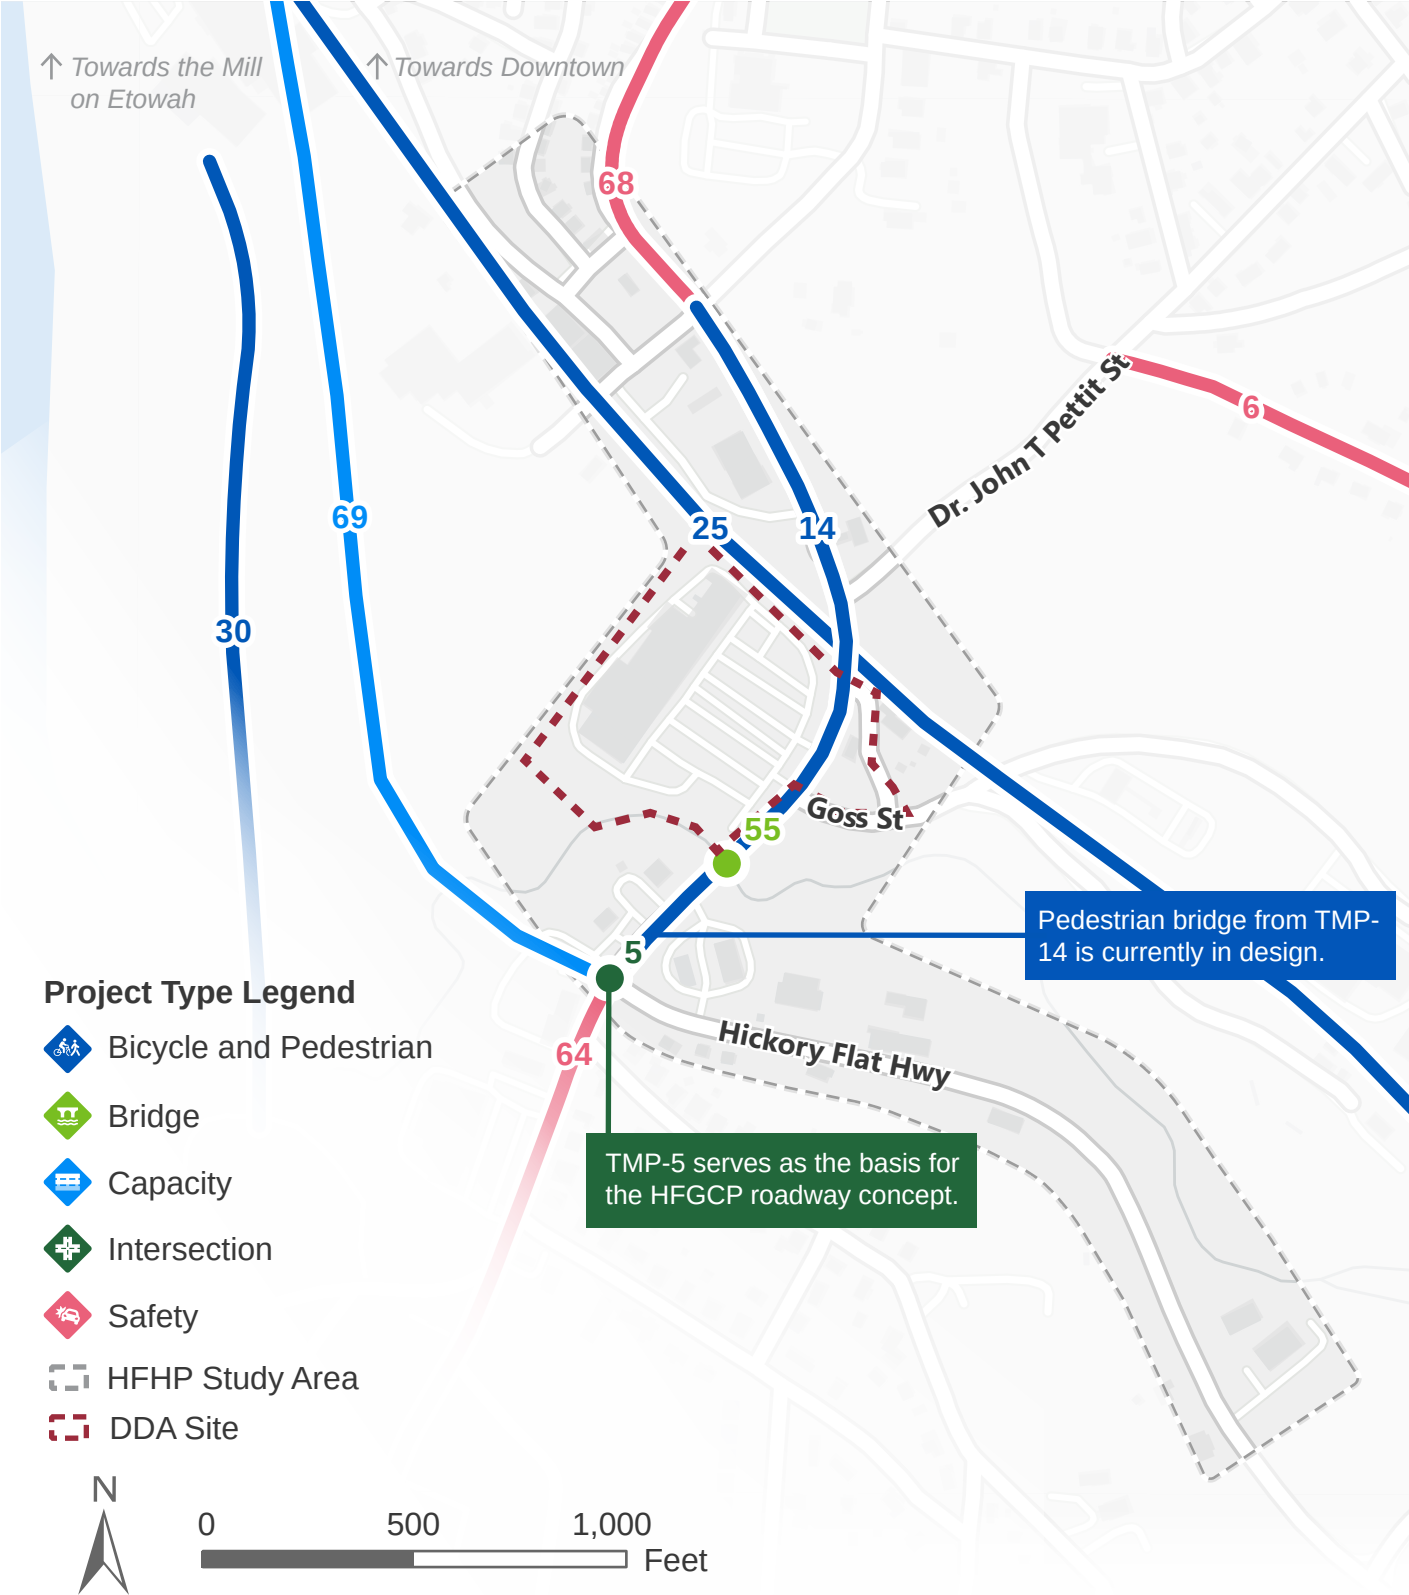 Towards the Mill
on Etowah
Towards Downtown
68
Dr. John T Pettit St
6
69
25
14
30
Goss St
55
Pedestrian bridge from TMP-
14 is currently in design.
5
Hickory Flat Hwy
64
TMP-5 serves as the basis for
the HFGCP roadway concept.
Project Type Legend
Bicycle and Pedestrian
Bridge
Capacity
Intersection
Safety
HFHP Study Area
DDA Site
N
0 500 1,000
Feet